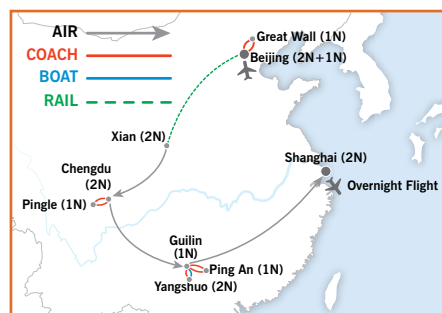 AIR
COACH
BOAT
RAIL
Great Wall (1N)
Beijing (2N+1N)
Xian (2N)
Shanghai (2N)
Overnight Flight
Chengdu
(2N)
Pingle (1N)
Guilin
(1N)
Ping An (1N)
Yangshuo (2N)